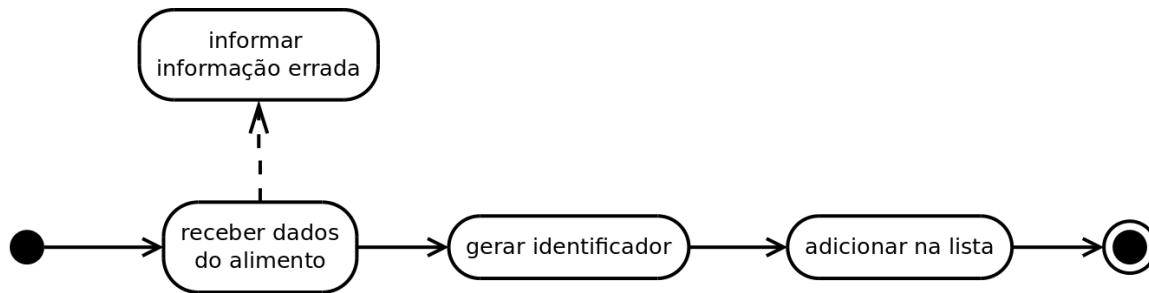 informar
informação errada
receber dados
do alimento
gerar identificador
adicionar na lista